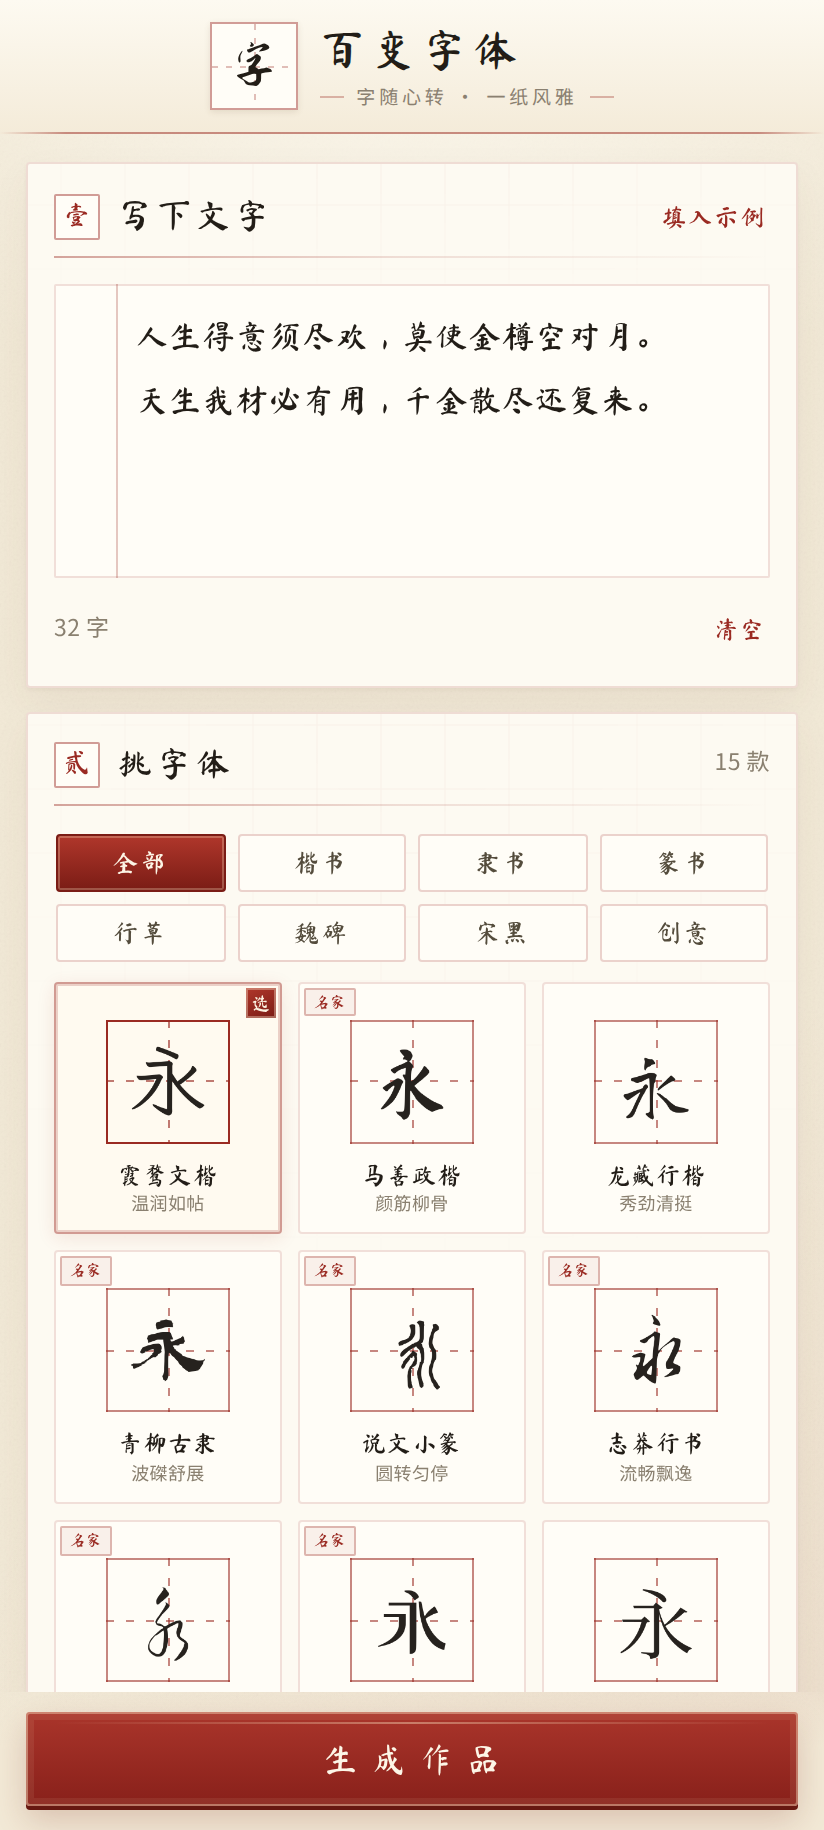 字
百变字体
字随心转 · 一纸风雅
壹 写下文字 填入示例
人生得意须尽欢，莫使金樽空对月。
天生我材必有用，千金散尽还复来。
32 字 清空
贰 挑字体 15 款
全部 楷书 隶书 篆书
行草 魏碑 宋黑 创意
选 名家
永 永 永
霞鹜文楷 马善政楷 龙藏行楷
温润如帖 颜筋柳骨 秀劲清挺
名家 名家 名家
永 永 永
青柳古隶 说文小篆 志莽行书
波磔舒展 圆转匀停 流畅飘逸
名家 名家
永 永 永
生成作品